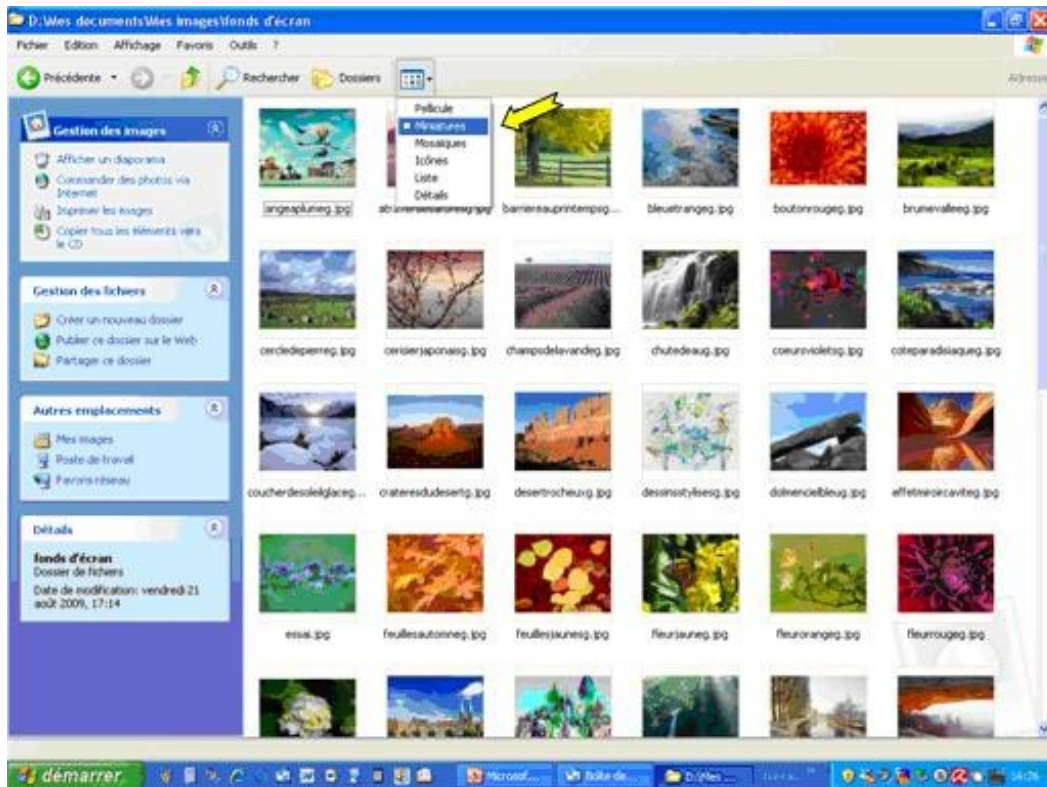 D:\Mes documents\Mes images\fonds d'écran
Fichier Edition Affichage Favoris Outils ?
Précédente Rechercher Dossiers
Pellicule
Miniatures
Mosaïques
Icônes
Liste
Détails
Gestion des images
Afficher un diaporama
Commander des photos via
Internet
Imprimer les images
Copier tous les éléments vers
le CD
Gestion des fichiers
Créer un nouveau dossier
Publier ce dossier sur le Web
Partager ce dossier
Autres emplacements
Mes images
Poste de travail
Favoris réseau
Détails
fonds d'écran
Dossier de fichiers
Date de modification: vendredi 21
août 2009, 17:14
angeaplumeg.jpg barriereauprintempsg... bleuetrangeg.jpg boutonrougeg.jpg brumevalleeg.jpg
cercledepierreg.jpg cerisierjaponaisg.jpg champsdelavandeg.jpg chutedeaug.jpg coeursvioletsg.jpg coteparadisiaqueg.jpg
coucherdesoleilglaceg... crateresdudesertg.jpg desertrocheuxg.jpg dessinsstylisesg.jpg dolmencielbleug.jpg effetmiroircaviteg.jpg
essai.jpg feuillesautomneg.jpg feuillesjaunesg.jpg fleurjauneg.jpg fleurorangeg.jpg fleurrougeg.jpg
démarrer Microsof... Boîte de... D:\Mes ...